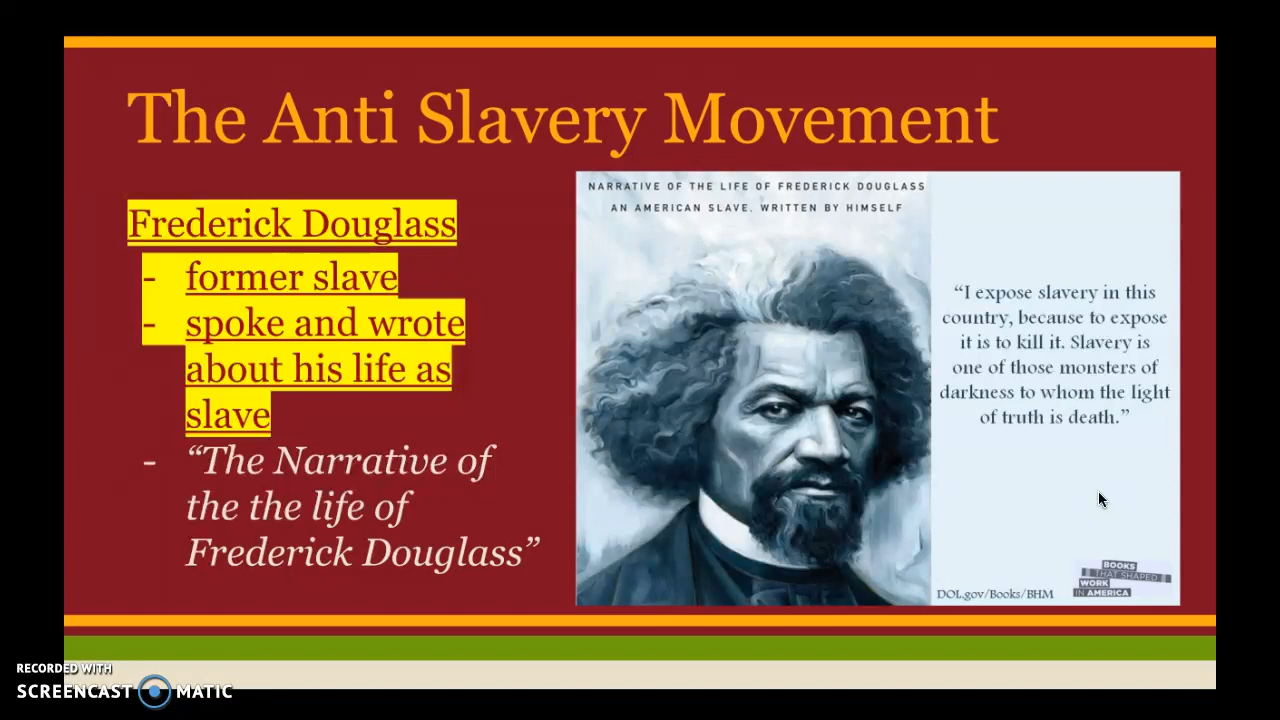 The Anti Slavery Movement
Frederick Douglass
- former slave
- spoke and wrote
about his life as
slave
- “The Narrative of
the the life of
Frederick Douglass”
NARRATIVE OF THE LIFE OF FREDERICK DOUGLASS
AN AMERICAN SLAVE. WRITTEN BY HIMSELF
“I expose slavery in this
country, because to expose
it is to kill it. Slavery is
one of those monsters of
darkness to whom the light
of truth is death.”
DOL.gov/Books/BHM
BOOKS
THAT SHAPED
WORK
IN AMERICA
RECORDED WITH
SCREENCAST MATIC